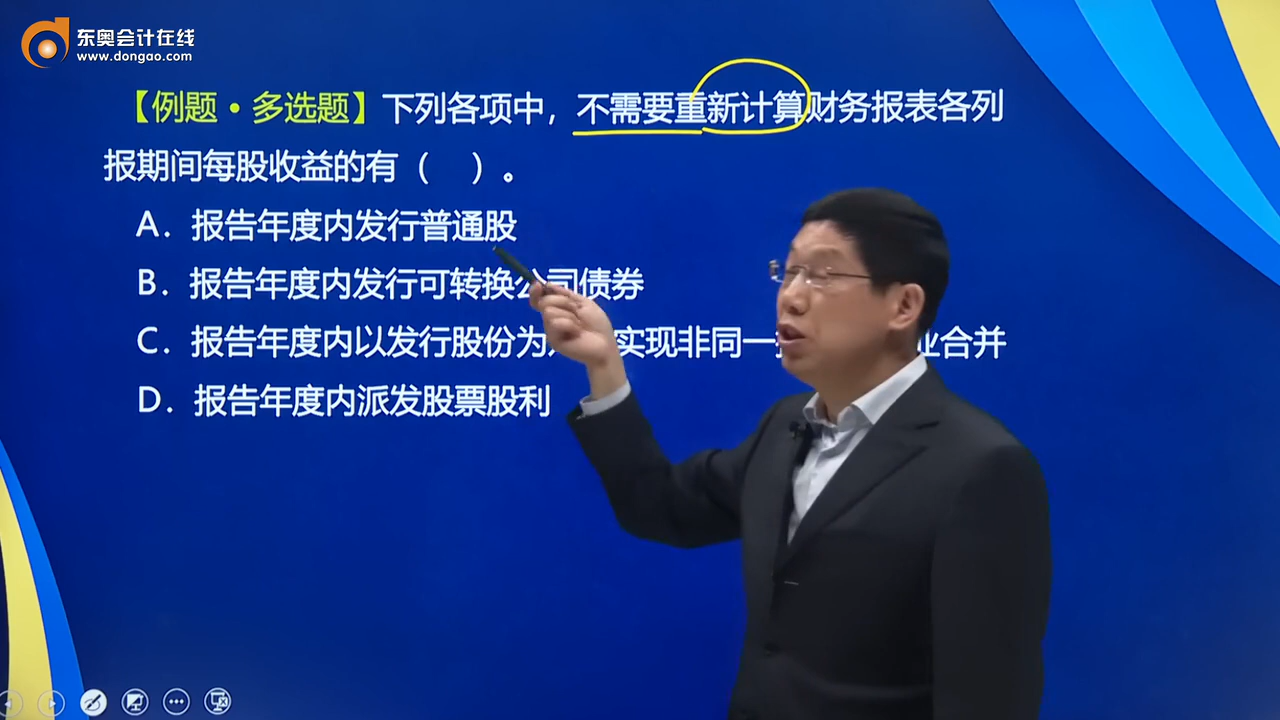 东奥会计在线
www.dongao.com
【例题·多选题】下列各项中，不需要重新计算财务报表各列
报期间每股收益的有（ ）。
A．报告年度内发行普通股
B．报告年度内发行可转换公司债券
C．报告年度内以发行股份为 实现非同一 业合并
D．报告年度内派发股票股利